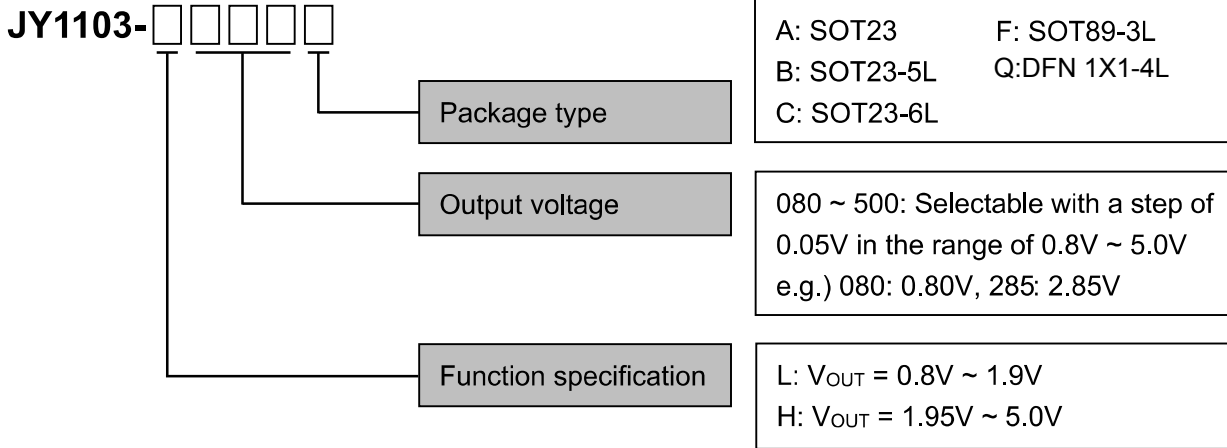 JY1103-□□□□□
Package type
A: SOT23 F: SOT89-3L
B: SOT23-5L Q:DFN 1X1-4L
C: SOT23-6L
Output voltage
080 ~ 500: Selectable with a step of
0.05V in the range of 0.8V ~ 5.0V
e.g.) 080: 0.80V, 285: 2.85V
Function specification
L: VOUT = 0.8V ~ 1.9V
H: VOUT = 1.95V ~ 5.0V